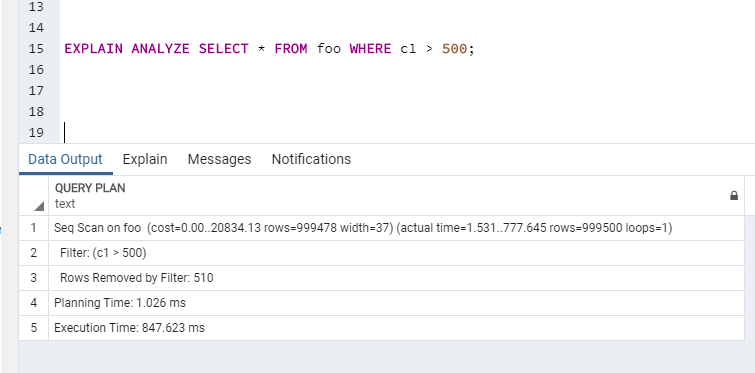 13
14
15 EXPLAIN ANALYZE SELECT * FROM foo WHERE c1 > 500;
16
17
18
19
Data Output Explain Messages Notifications
QUERY PLAN
text
1 Seq Scan on foo (cost=0.00..20834.13 rows=999478 width=37) (actual time=1.531..777.645 rows=999500 loops=1)
2 Filter: (c1 > 500)
3 Rows Removed by Filter: 510
4 Planning Time: 1.026 ms
5 Execution Time: 847.623 ms